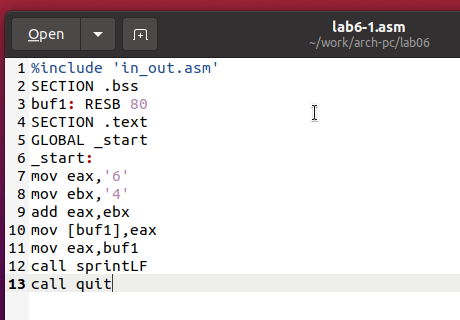 Open
lab6-1.asm
~/work/arch-pc/lab06
1 %include 'in_out.asm'
2 SECTION .bss
3 buf1: RESB 80
4 SECTION .text
5 GLOBAL _start
6 _start:
7 mov eax,'6'
8 mov ebx,'4'
9 add eax,ebx
10 mov [buf1],eax
11 mov eax,buf1
12 call sprintLF
13 call quit